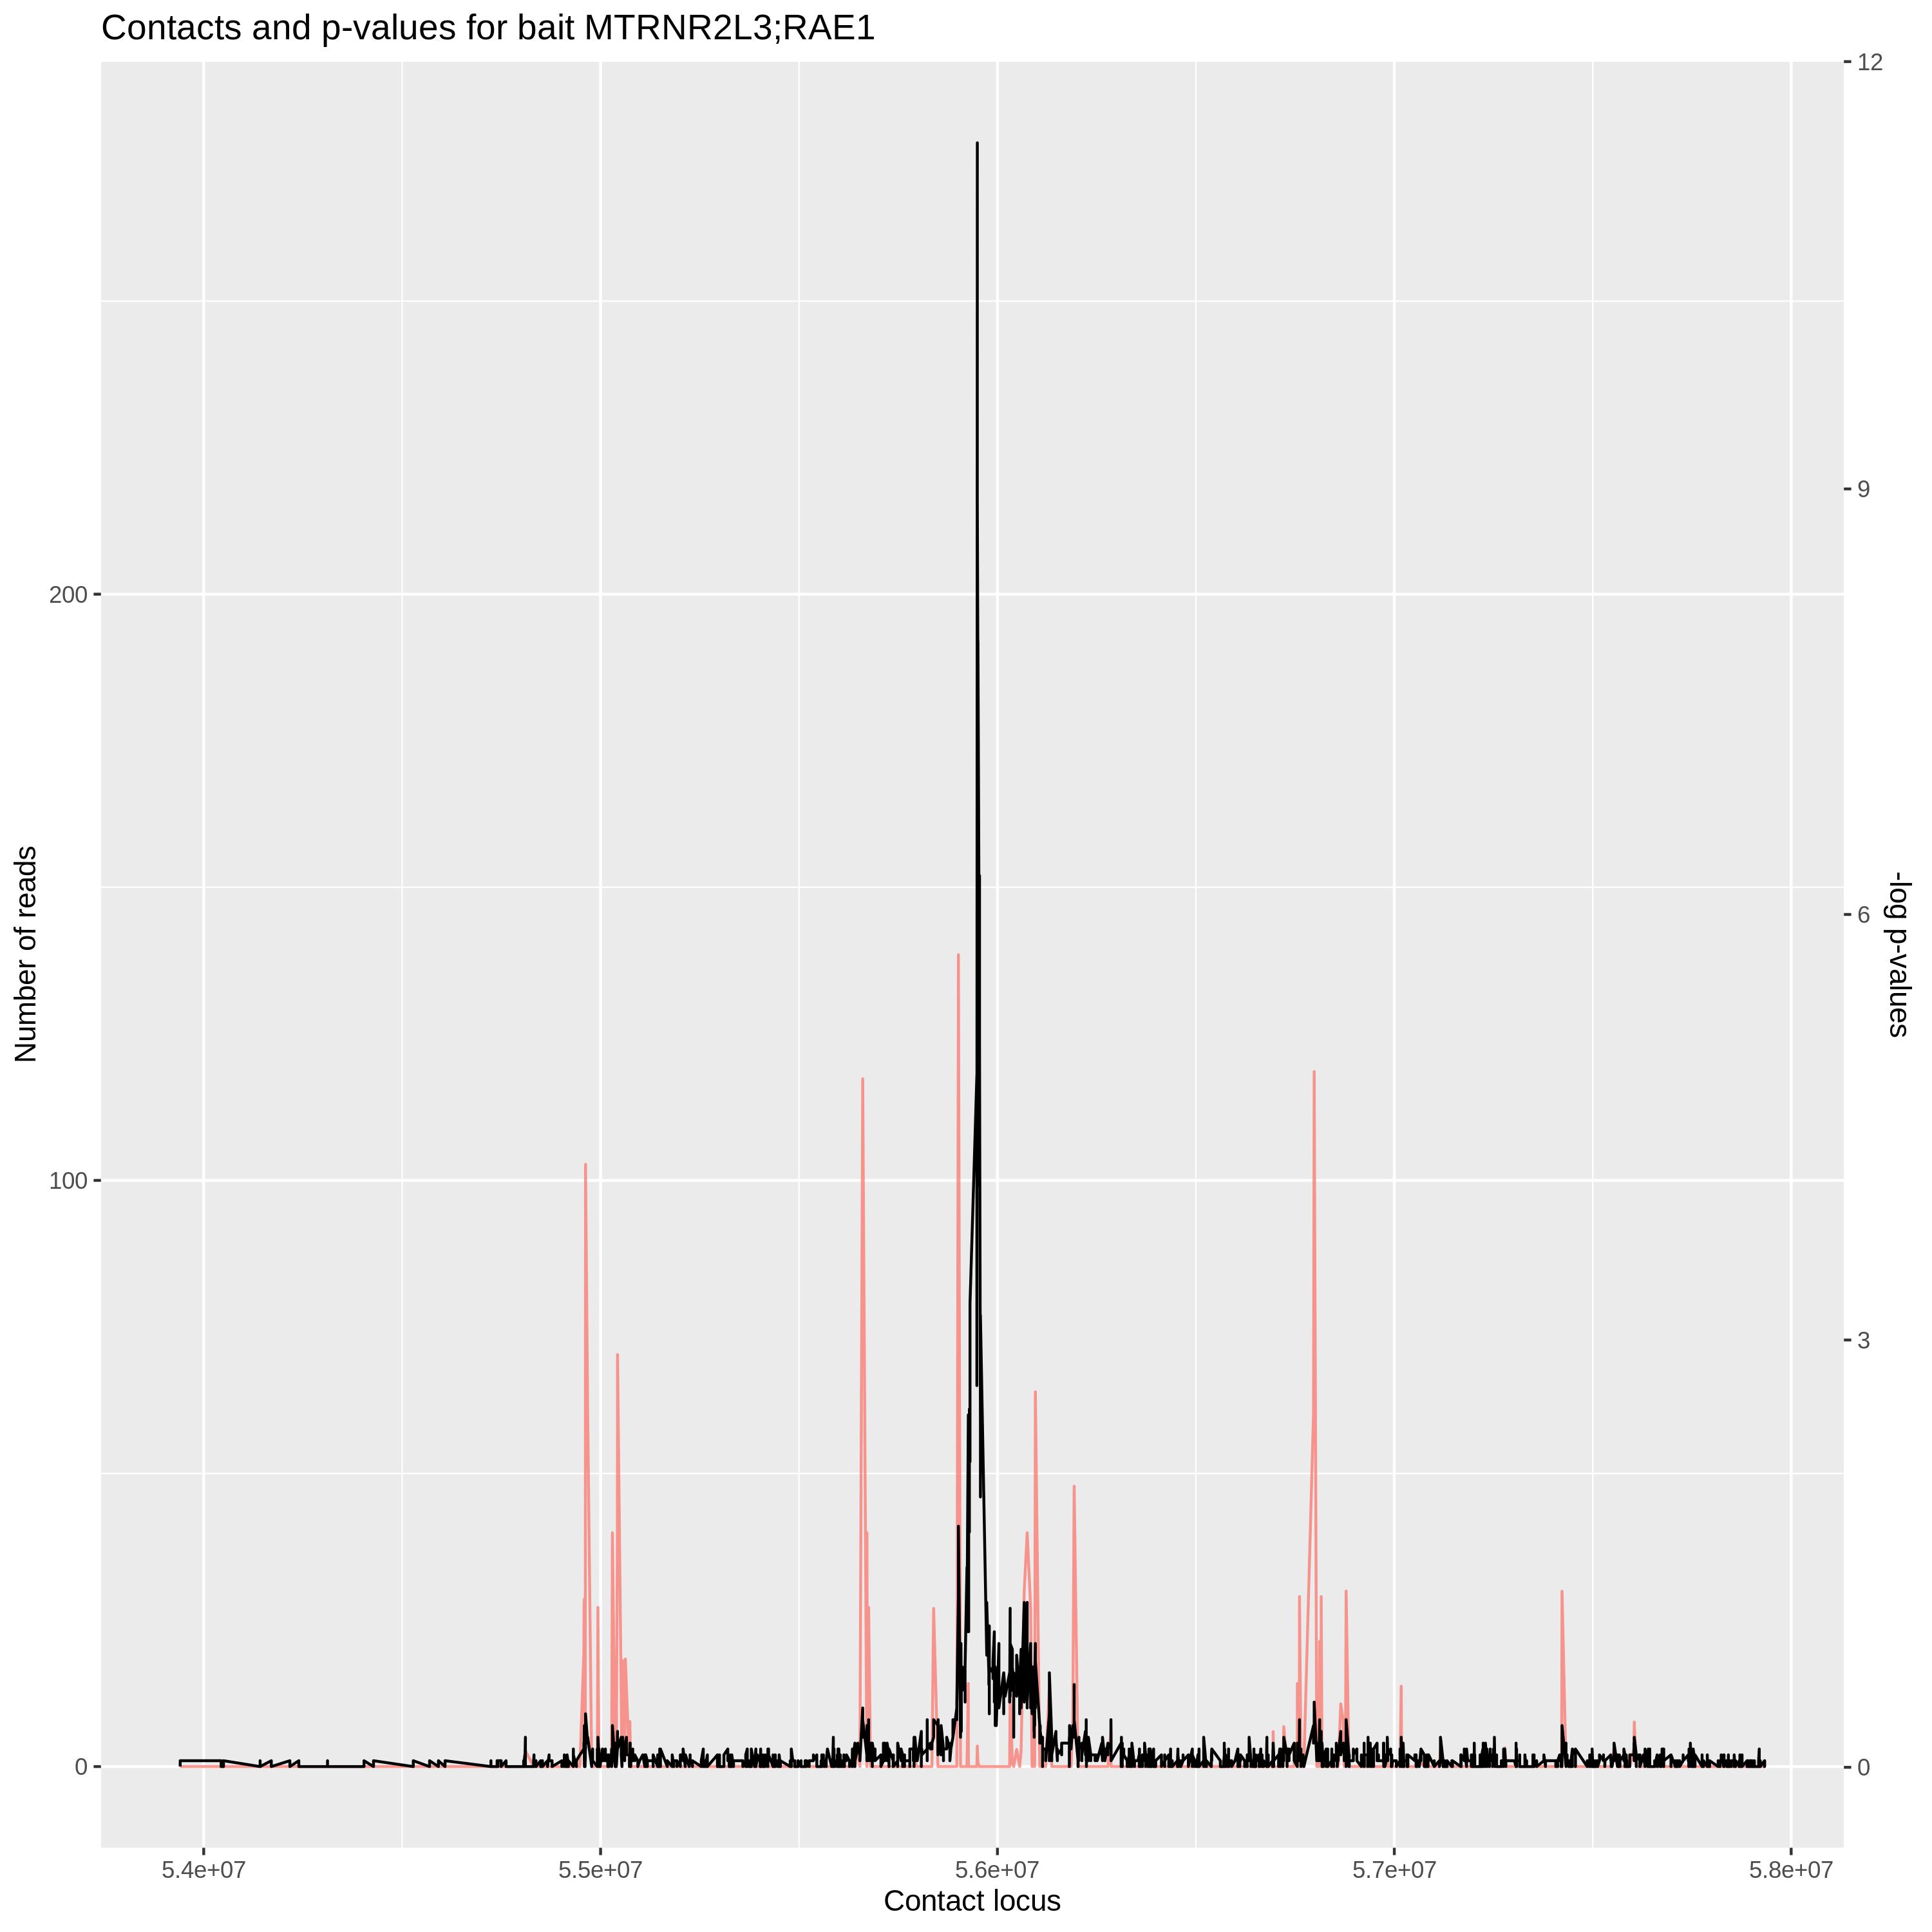 Contacts and p-values for bait MTRNR2L3;RAE1
12
9
200
6
Number of reads
-log p-values
100
3
0
0
5.4e+07
5.5e+07
5.6e+07
5.7e+07
5.8e+07
Contact locus